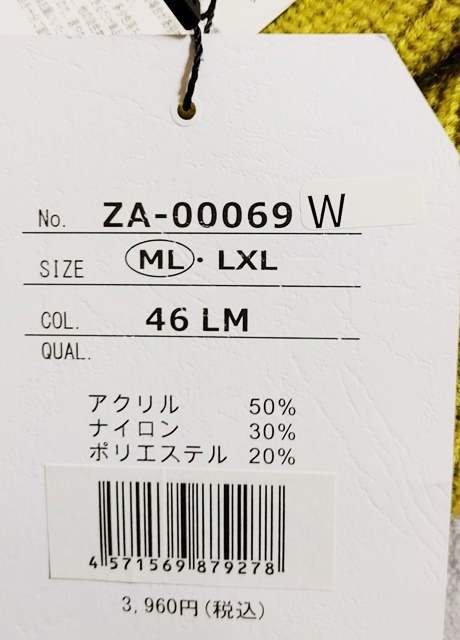 No. ZA-00069 W
SIZE ML・LXL
COL. 46 LM
QUAL.
アクリル 50%
ナイロン 30%
ポリエステル 20%
4 571569 879278
3,960円(税込)